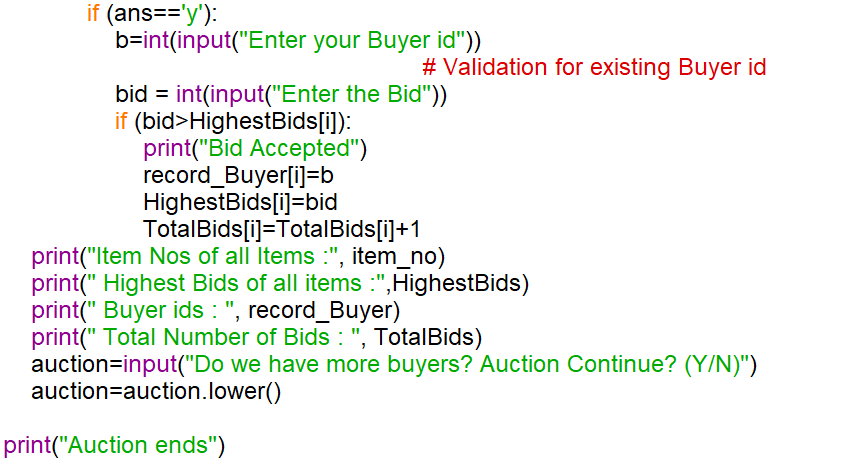 if (ans=='y'):
b=int(input("Enter your Buyer id"))
# Validation for existing Buyer id
bid = int(input("Enter the Bid"))
if (bid>HighestBids[i]):
print("Bid Accepted")
record_Buyer[i]=b
HighestBids[i]=bid
TotalBids[i]=TotalBids[i]+1
print("Item Nos of all Items :", item_no)
print(" Highest Bids of all items :",HighestBids)
print(" Buyer ids : ", record_Buyer)
print(" Total Number of Bids : ", TotalBids)
auction=input("Do we have more buyers? Auction Continue? (Y/N)")
auction=auction.lower()
print("Auction ends")